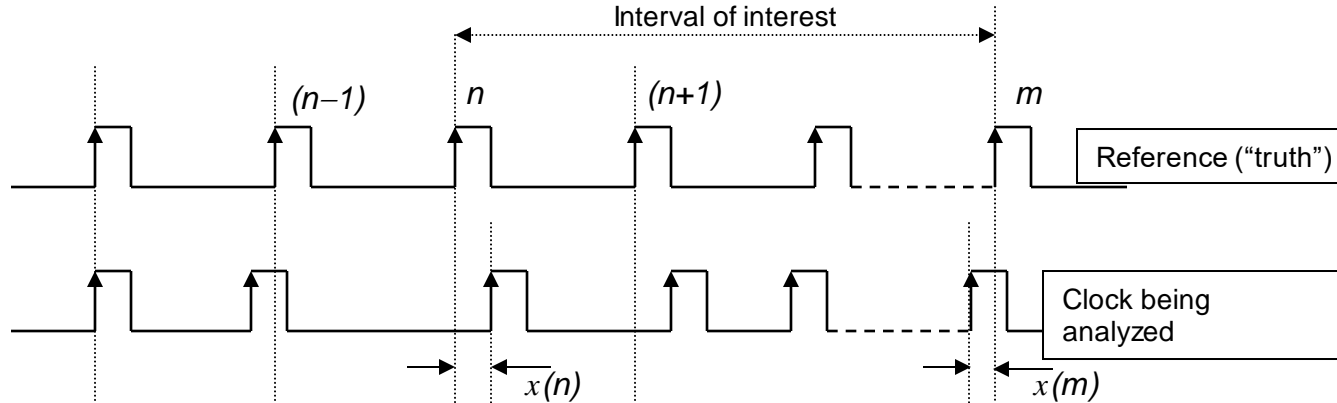 Interval of interest
(n−1)
n
(n+1)
m
Reference (“truth”)
Clock being
analyzed
x(n)
x(m)